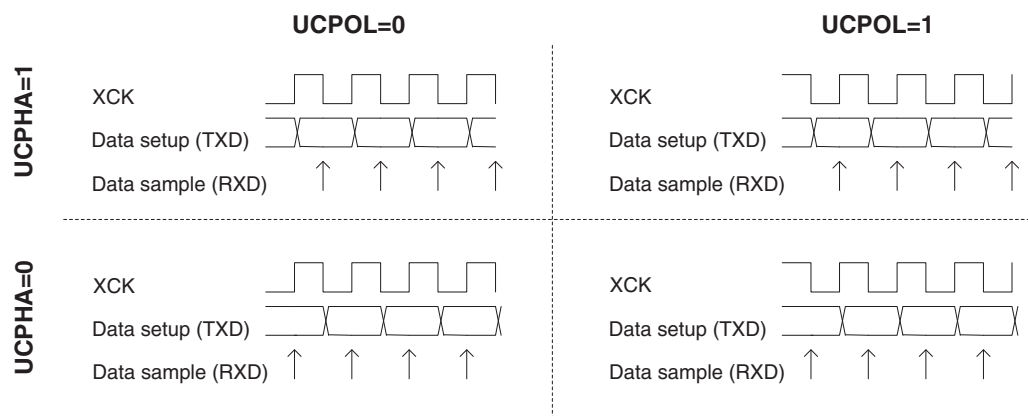 UCPOL=0
UCPOL=1
UCPHA=1
XCK
Data setup (TXD)
Data sample (RXD)
XCK
Data setup (TXD)
Data sample (RXD)
UCPHA=0
XCK
Data setup (TXD)
Data sample (RXD)
XCK
Data setup (TXD)
Data sample (RXD)